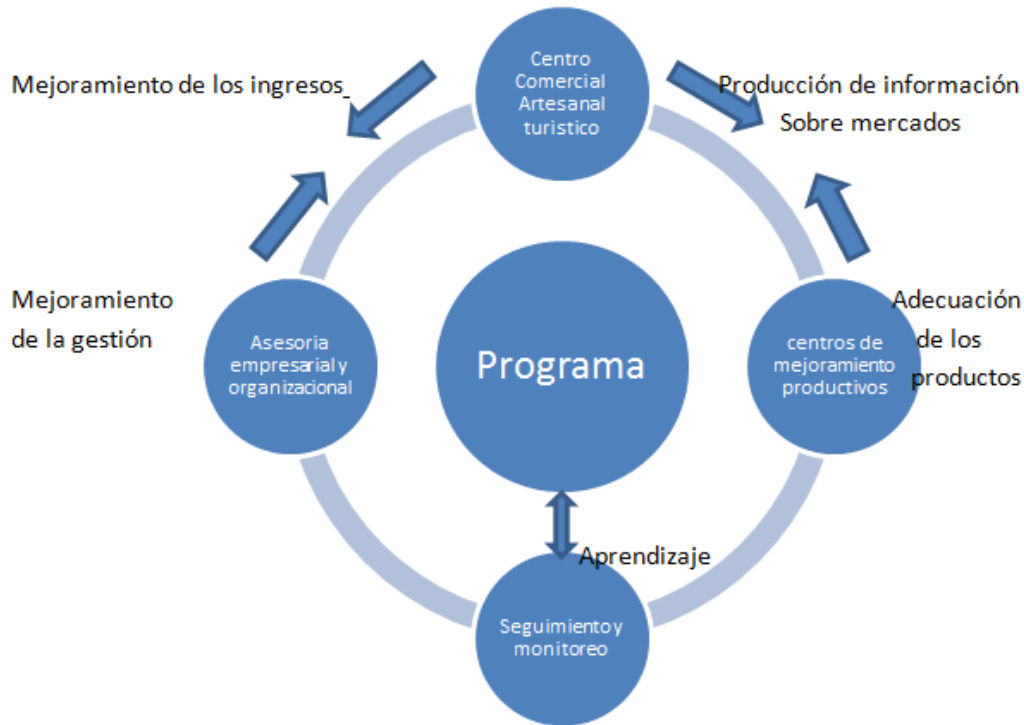 Centro
Comercial
Artesanal
turistico
Mejoramiento de los ingresos_
Producción de información
Sobre mercados
Mejoramiento
de la gestión
Asesoria
empresarial y
organizacional
Programa
centros de
mejoramiento
productivos
Adecuación
de los
productos
Aprendizaje
Seguimiento y
monitoreo